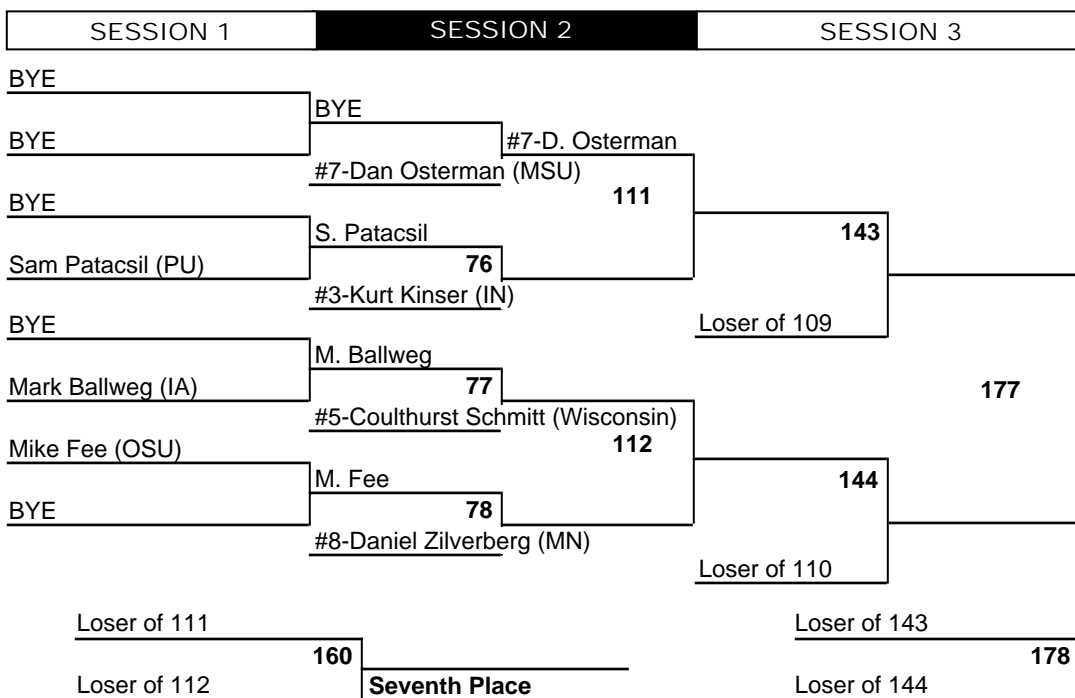 SESSION 1 SESSION 2 SESSION 3
BYE
BYE
BYE #7-D. Osterman
#7-Dan Osterman (MSU)
111
BYE
S. Patacsil 143
Sam Patacsil (PU) 76
#3-Kurt Kinser (IN)
BYE Loser of 109
M. Ballweg
Mark Ballweg (IA) 77 177
#5-Coulthurst Schmitt (Wisconsin)
Mike Fee (OSU) 112
M. Fee 144
BYE 78
#8-Daniel Zilverberg (MN)
Loser of 110
Loser of 111 Loser of 143
160 178
Loser of 112 Seventh Place Loser of 144